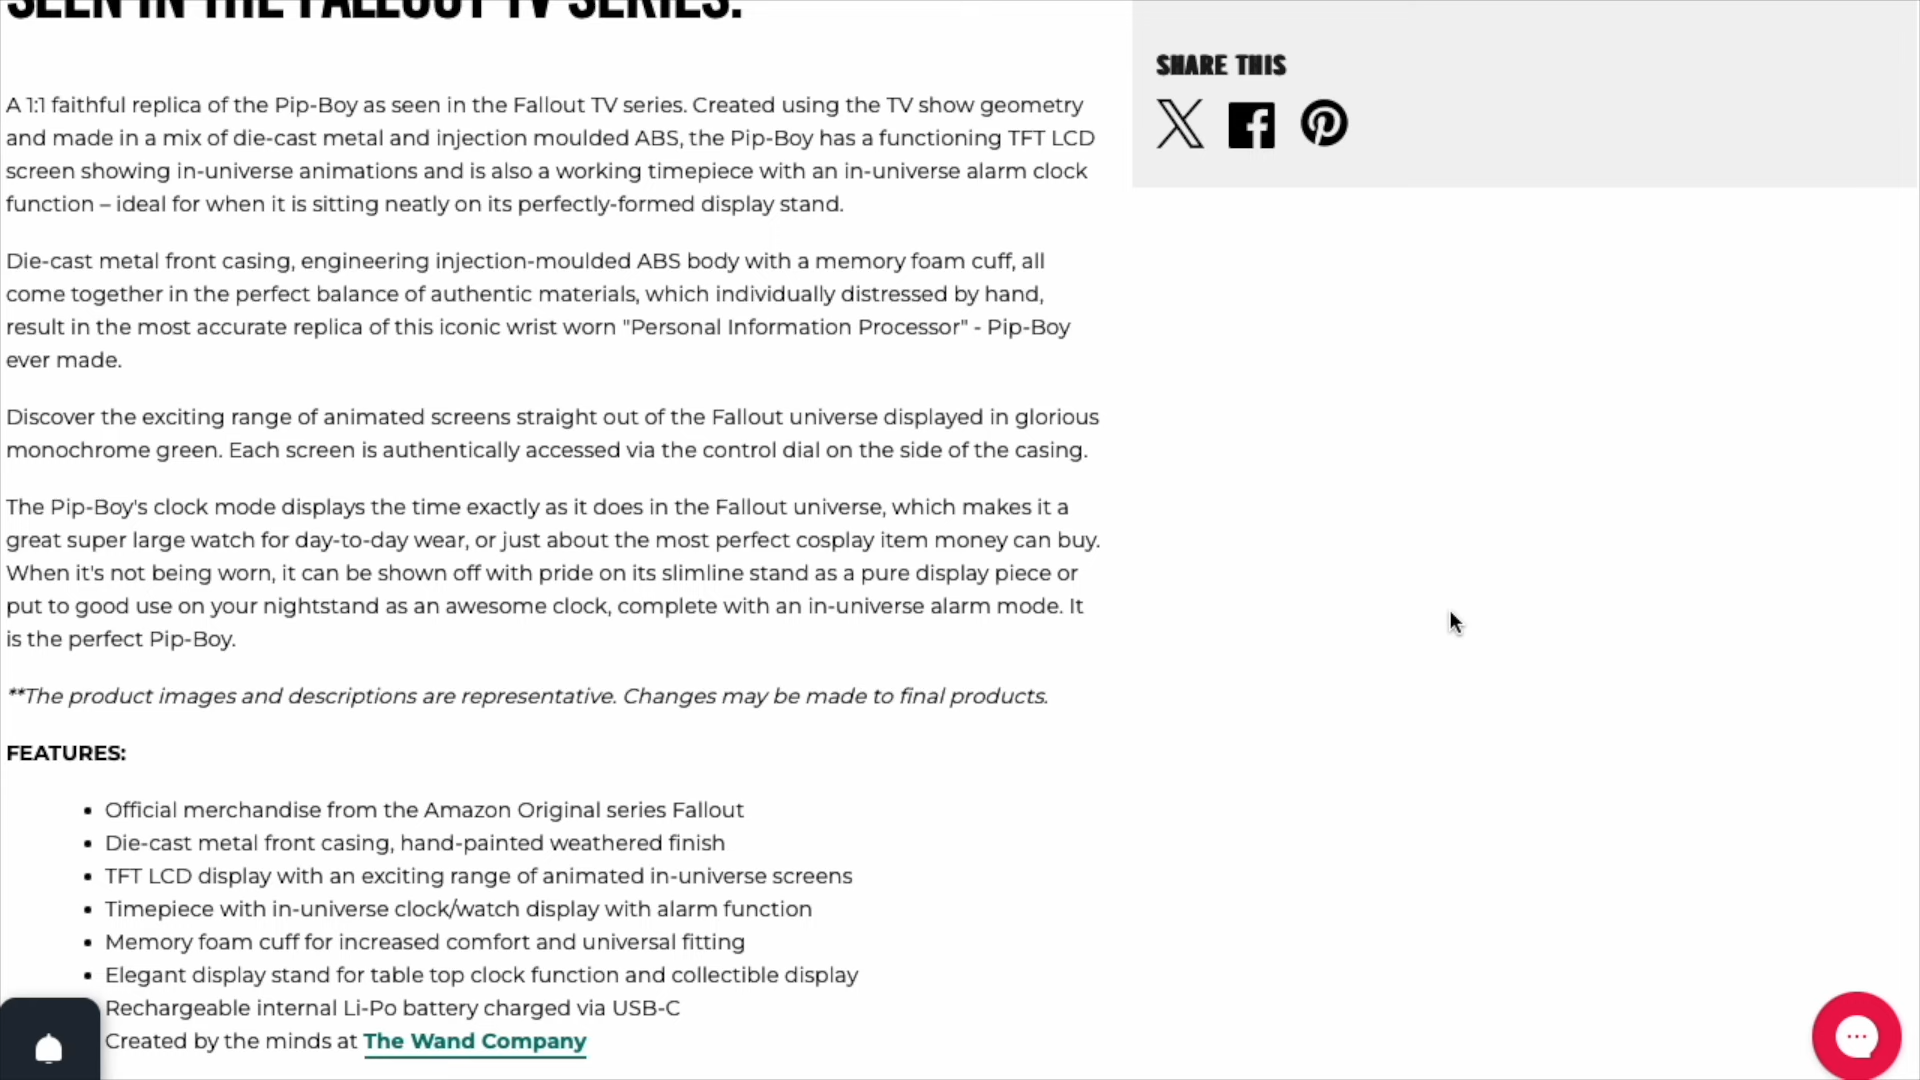 SEEN IN THE FALLOUT TV SERIES.
SHARE THIS
A 1:1 faithful replica of the Pip-Boy as seen in the Fallout TV series. Created using the TV show geometry
and made in a mix of die-cast metal and injection moulded ABS, the Pip-Boy has a functioning TFT LCD
screen showing in-universe animations and is also a working timepiece with an in-universe alarm clock
function – ideal for when it is sitting neatly on its perfectly-formed display stand.
Die-cast metal front casing, engineering injection-moulded ABS body with a memory foam cuff, all
come together in the perfect balance of authentic materials, which individually distressed by hand,
result in the most accurate replica of this iconic wrist worn "Personal Information Processor" - Pip-Boy
ever made.
Discover the exciting range of animated screens straight out of the Fallout universe displayed in glorious
monochrome green. Each screen is authentically accessed via the control dial on the side of the casing.
The Pip-Boy's clock mode displays the time exactly as it does in the Fallout universe, which makes it a
great super large watch for day-to-day wear, or just about the most perfect cosplay item money can buy.
When it's not being worn, it can be shown off with pride on its slimline stand as a pure display piece or
put to good use on your nightstand as an awesome clock, complete with an in-universe alarm mode. It
is the perfect Pip-Boy.
**The product images and descriptions are representative. Changes may be made to final products.
FEATURES:
• Official merchandise from the Amazon Original series Fallout
• Die-cast metal front casing, hand-painted weathered finish
• TFT LCD display with an exciting range of animated in-universe screens
• Timepiece with in-universe clock/watch display with alarm function
• Memory foam cuff for increased comfort and universal fitting
• Elegant display stand for table top clock function and collectible display
Rechargeable internal Li-Po battery charged via USB-C
Created by the minds at The Wand Company